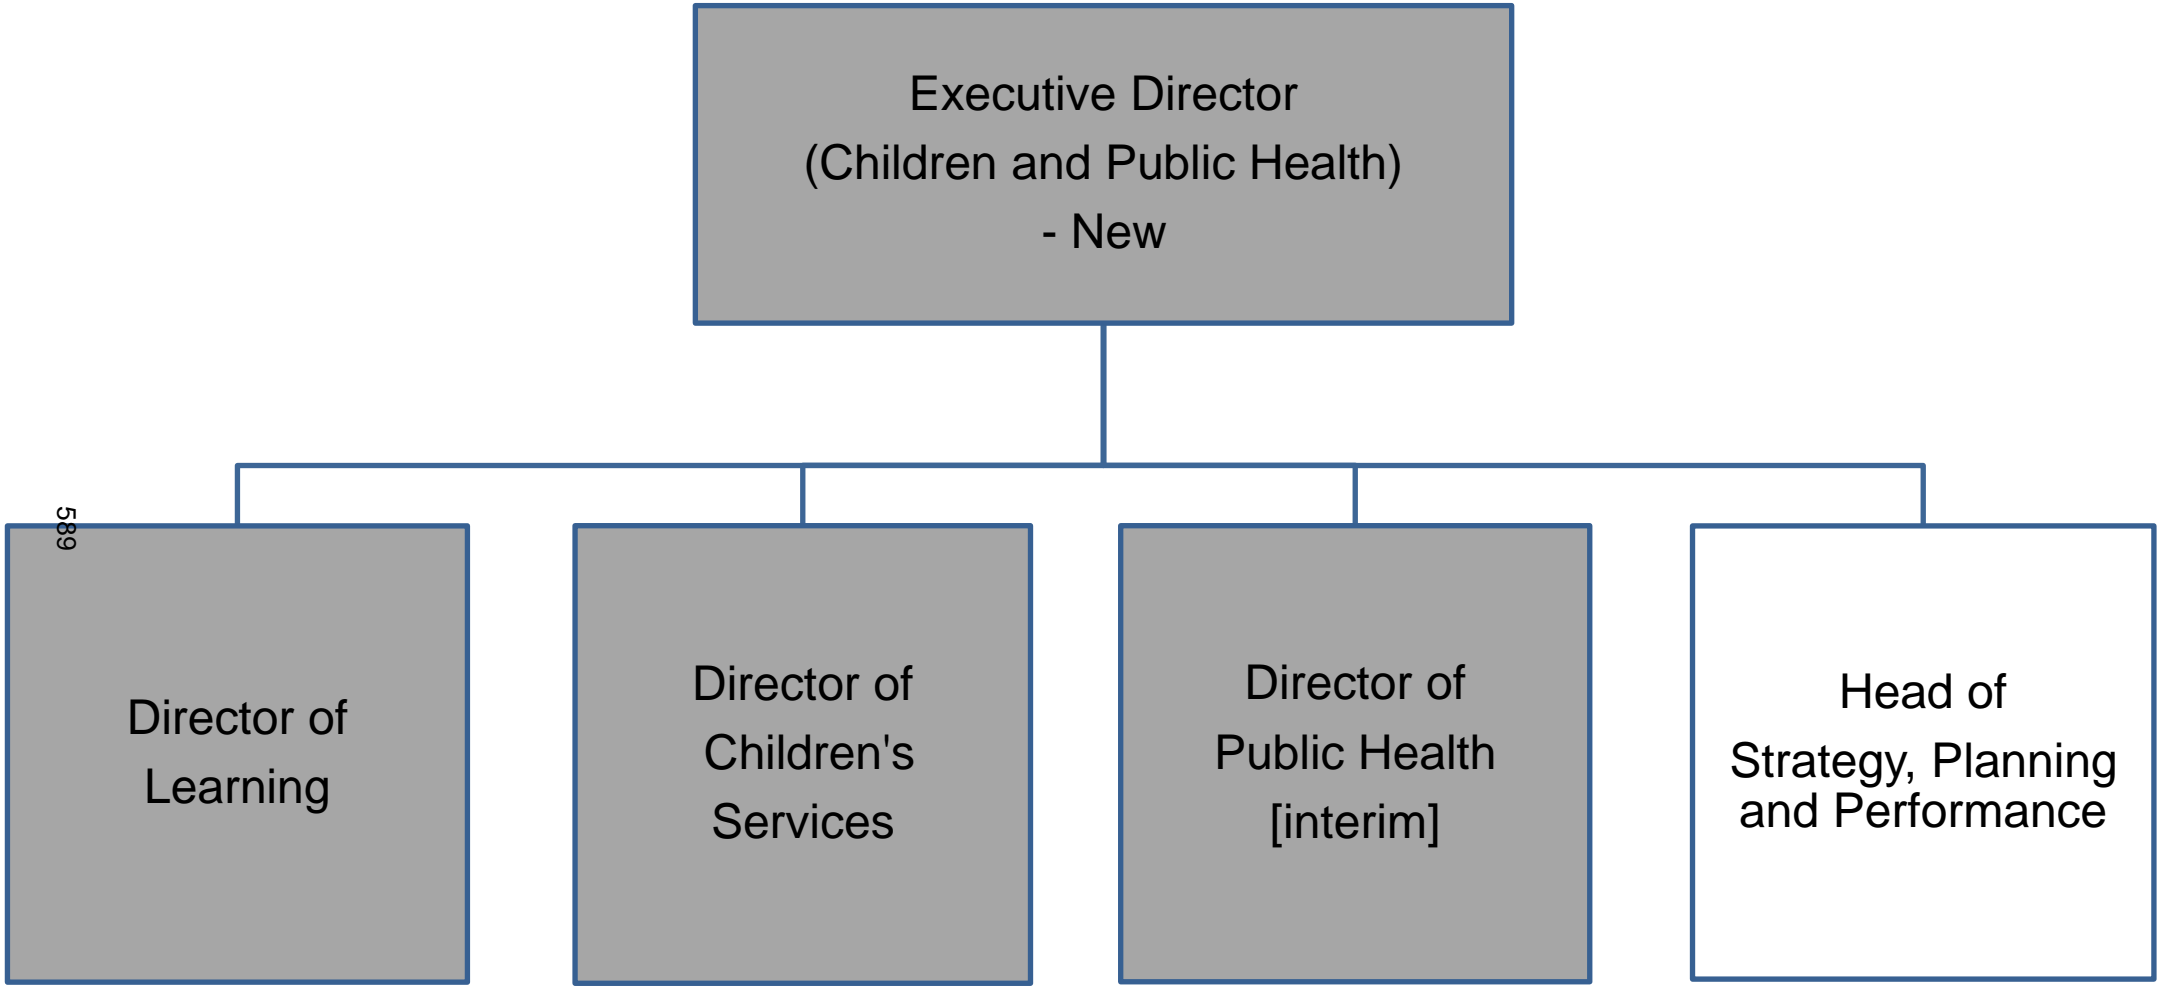 Executive Director
(Children and Public Health)
- New
589
Director of
Learning
Director of
Children's
Services
Director of
Public Health
[interim]
Head of
Strategy, Planning
and Performance